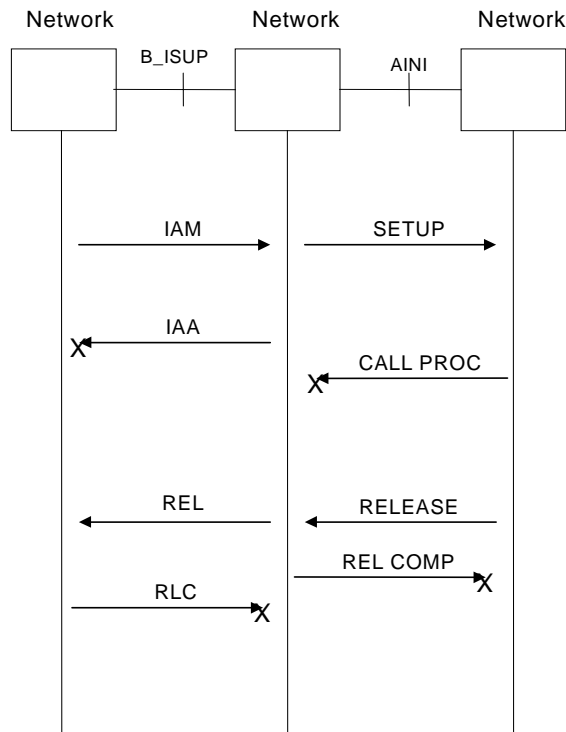 Network Network Network
B_ISUP
AINI
IAM SETUP
IAA
X
CALL PROC
X
REL RELEASE
REL COMP
X
RLC
X